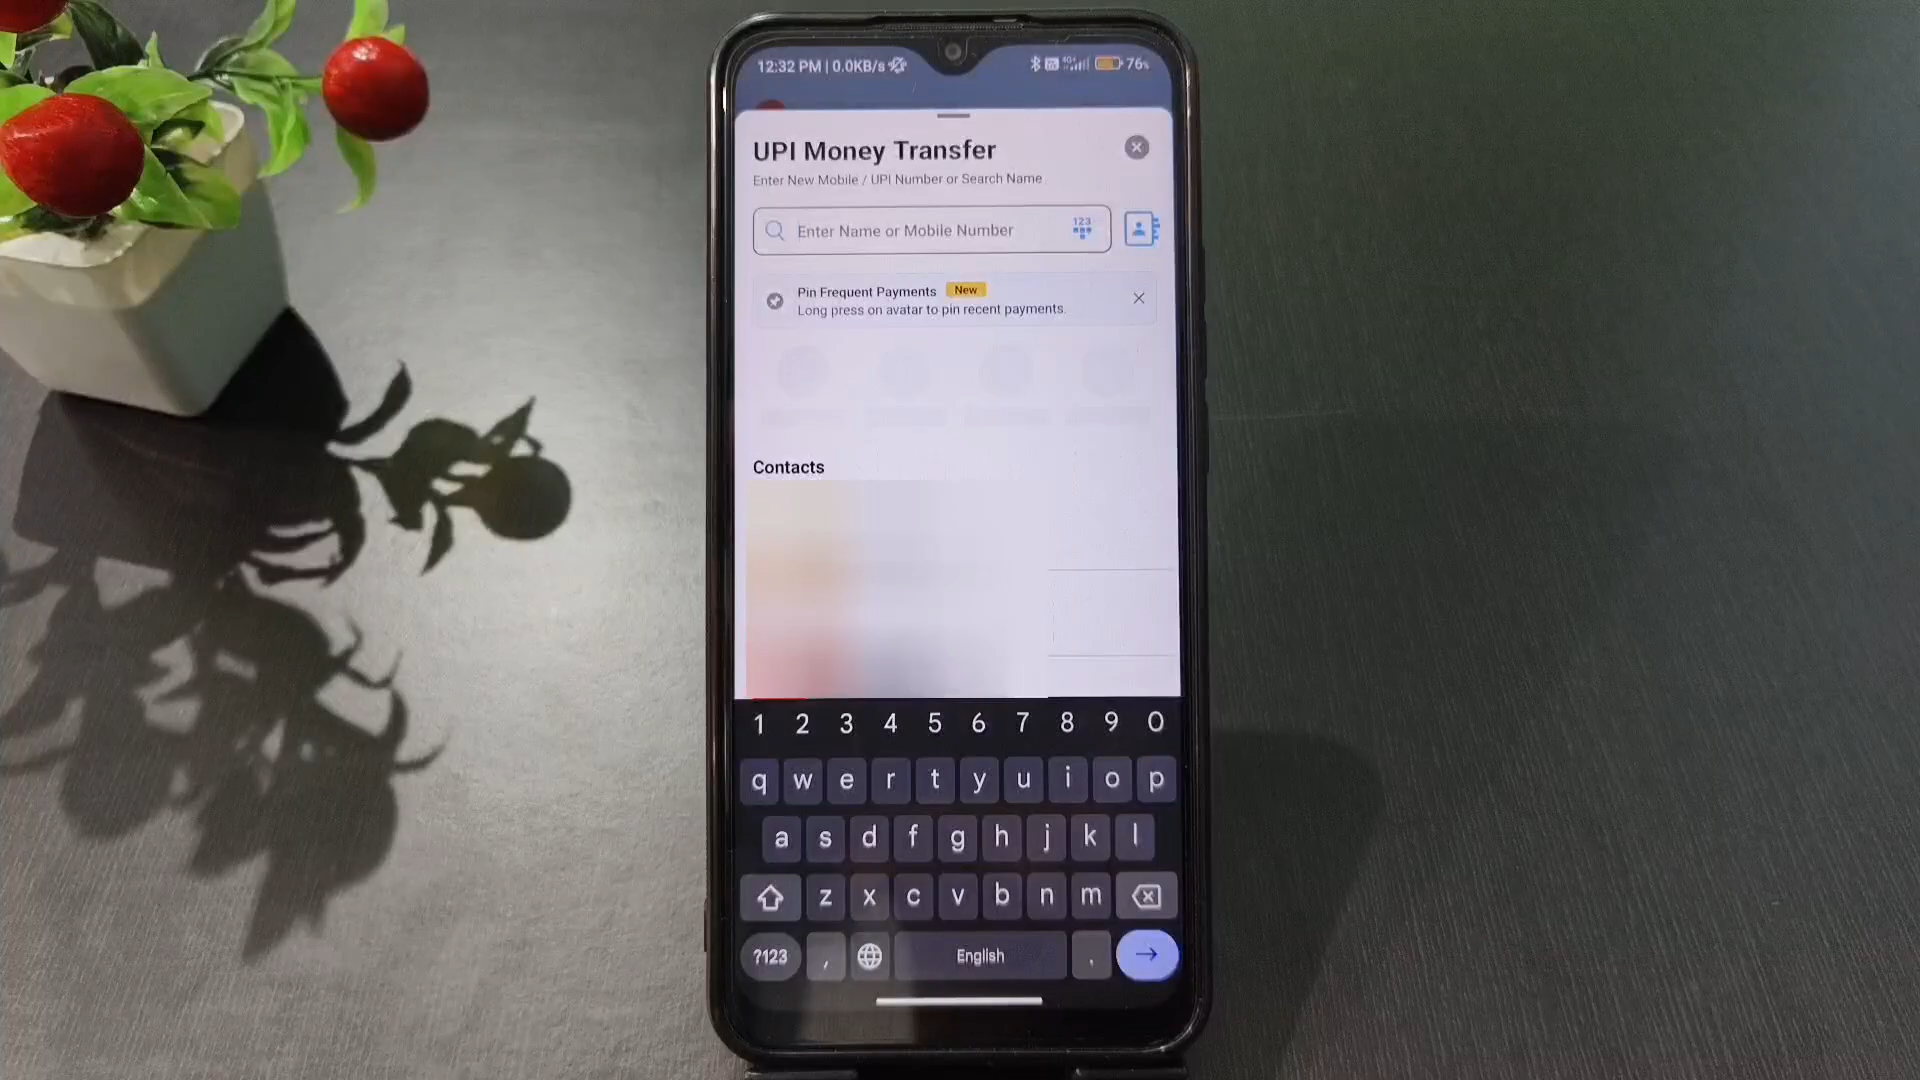 12:32 PM | 0.0KB/s 76%
UPI Money Transfer
Enter New Mobile / UPI Number or Search Name
Enter Name or Mobile Number 123
Pin Frequent Payments New
Long press on avatar to pin recent payments.
Contacts
1 2 3 4 5 6 7 8 9 0
q w e r t y u i o p
a s d f g h j k l
z x c v b n m
?123 , English .